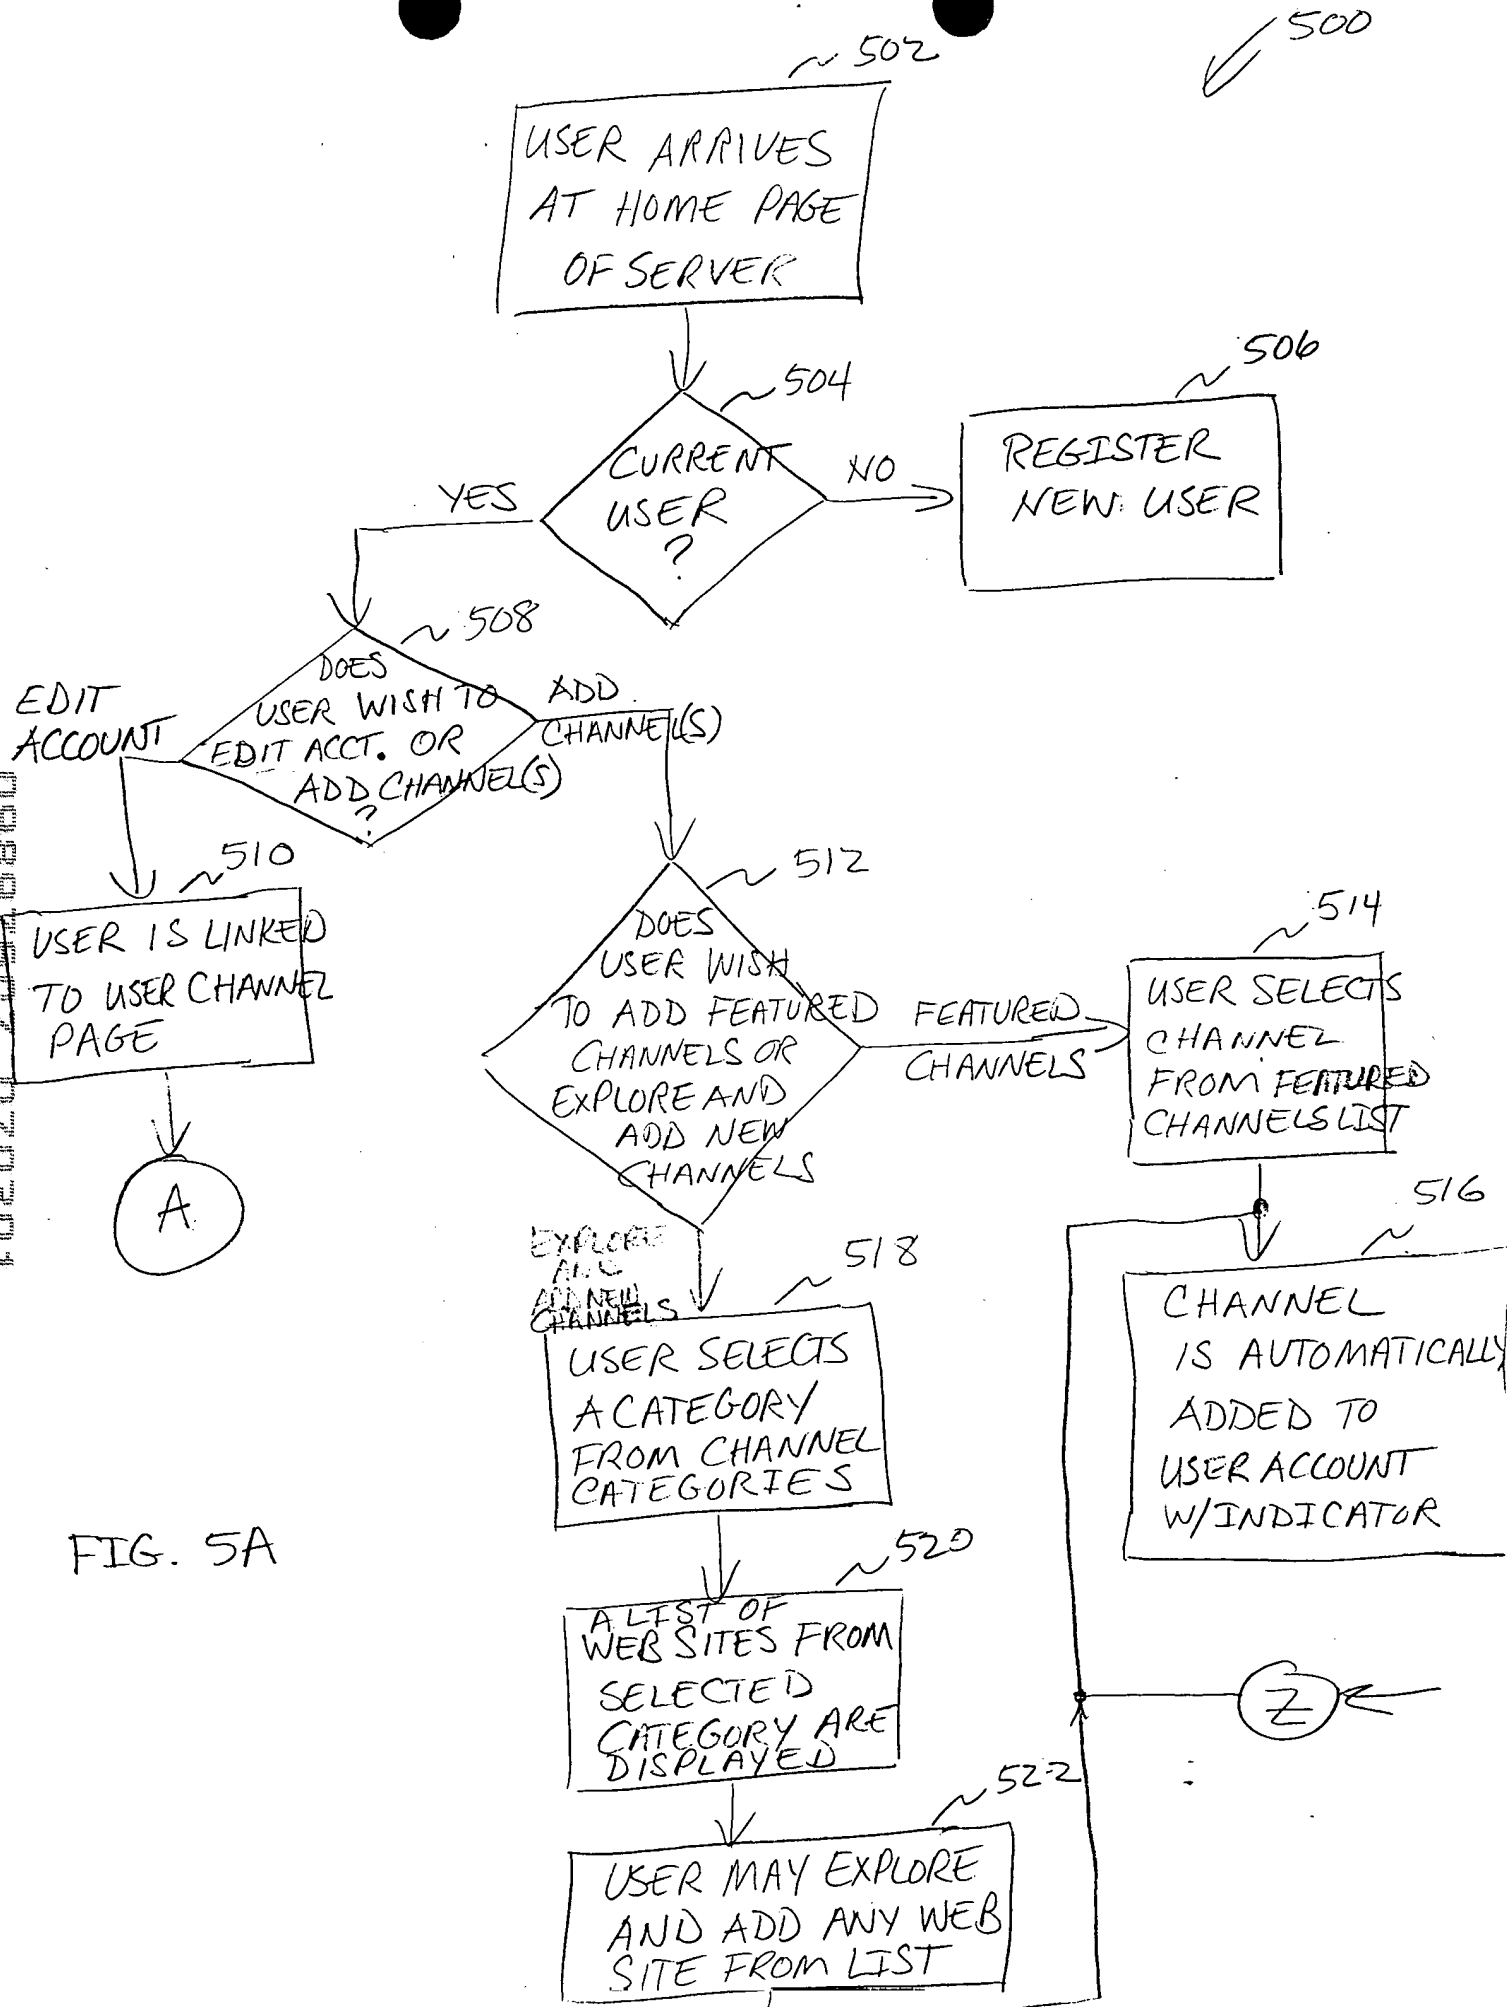 500
502
USER ARRIVES
AT HOME PAGE
OF SERVER
504
CURRENT
USER
?
YES
NO
506
REGISTER
NEW USER
508
DOES
USER WISH TO
EDIT ACCT. OR
ADD CHANNEL(S)
?
EDIT
ACCOUNT
ADD
CHANNEL(S)
510
USER IS LINKED
TO USER CHANNEL
PAGE
A
512
DOES
USER WISH
TO ADD FEATURED
CHANNELS OR
EXPLORE AND
ADD NEW
CHANNELS
FEATURED
CHANNELS
514
USER SELECTS
CHANNEL
FROM FEATURED
CHANNELS LIST
516
CHANNEL
IS AUTOMATICALLY
ADDED TO
USER ACCOUNT
W/INDICATOR
EXPLORE
AND
ADD NEW
CHANNELS
518
USER SELECTS
A CATEGORY
FROM CHANNEL
CATEGORIES
520
A LIST OF
WEB SITES FROM
SELECTED
CATEGORY ARE
DISPLAYED
Z
522
USER MAY EXPLORE
AND ADD ANY WEB
SITE FROM LIST
FIG. 5A